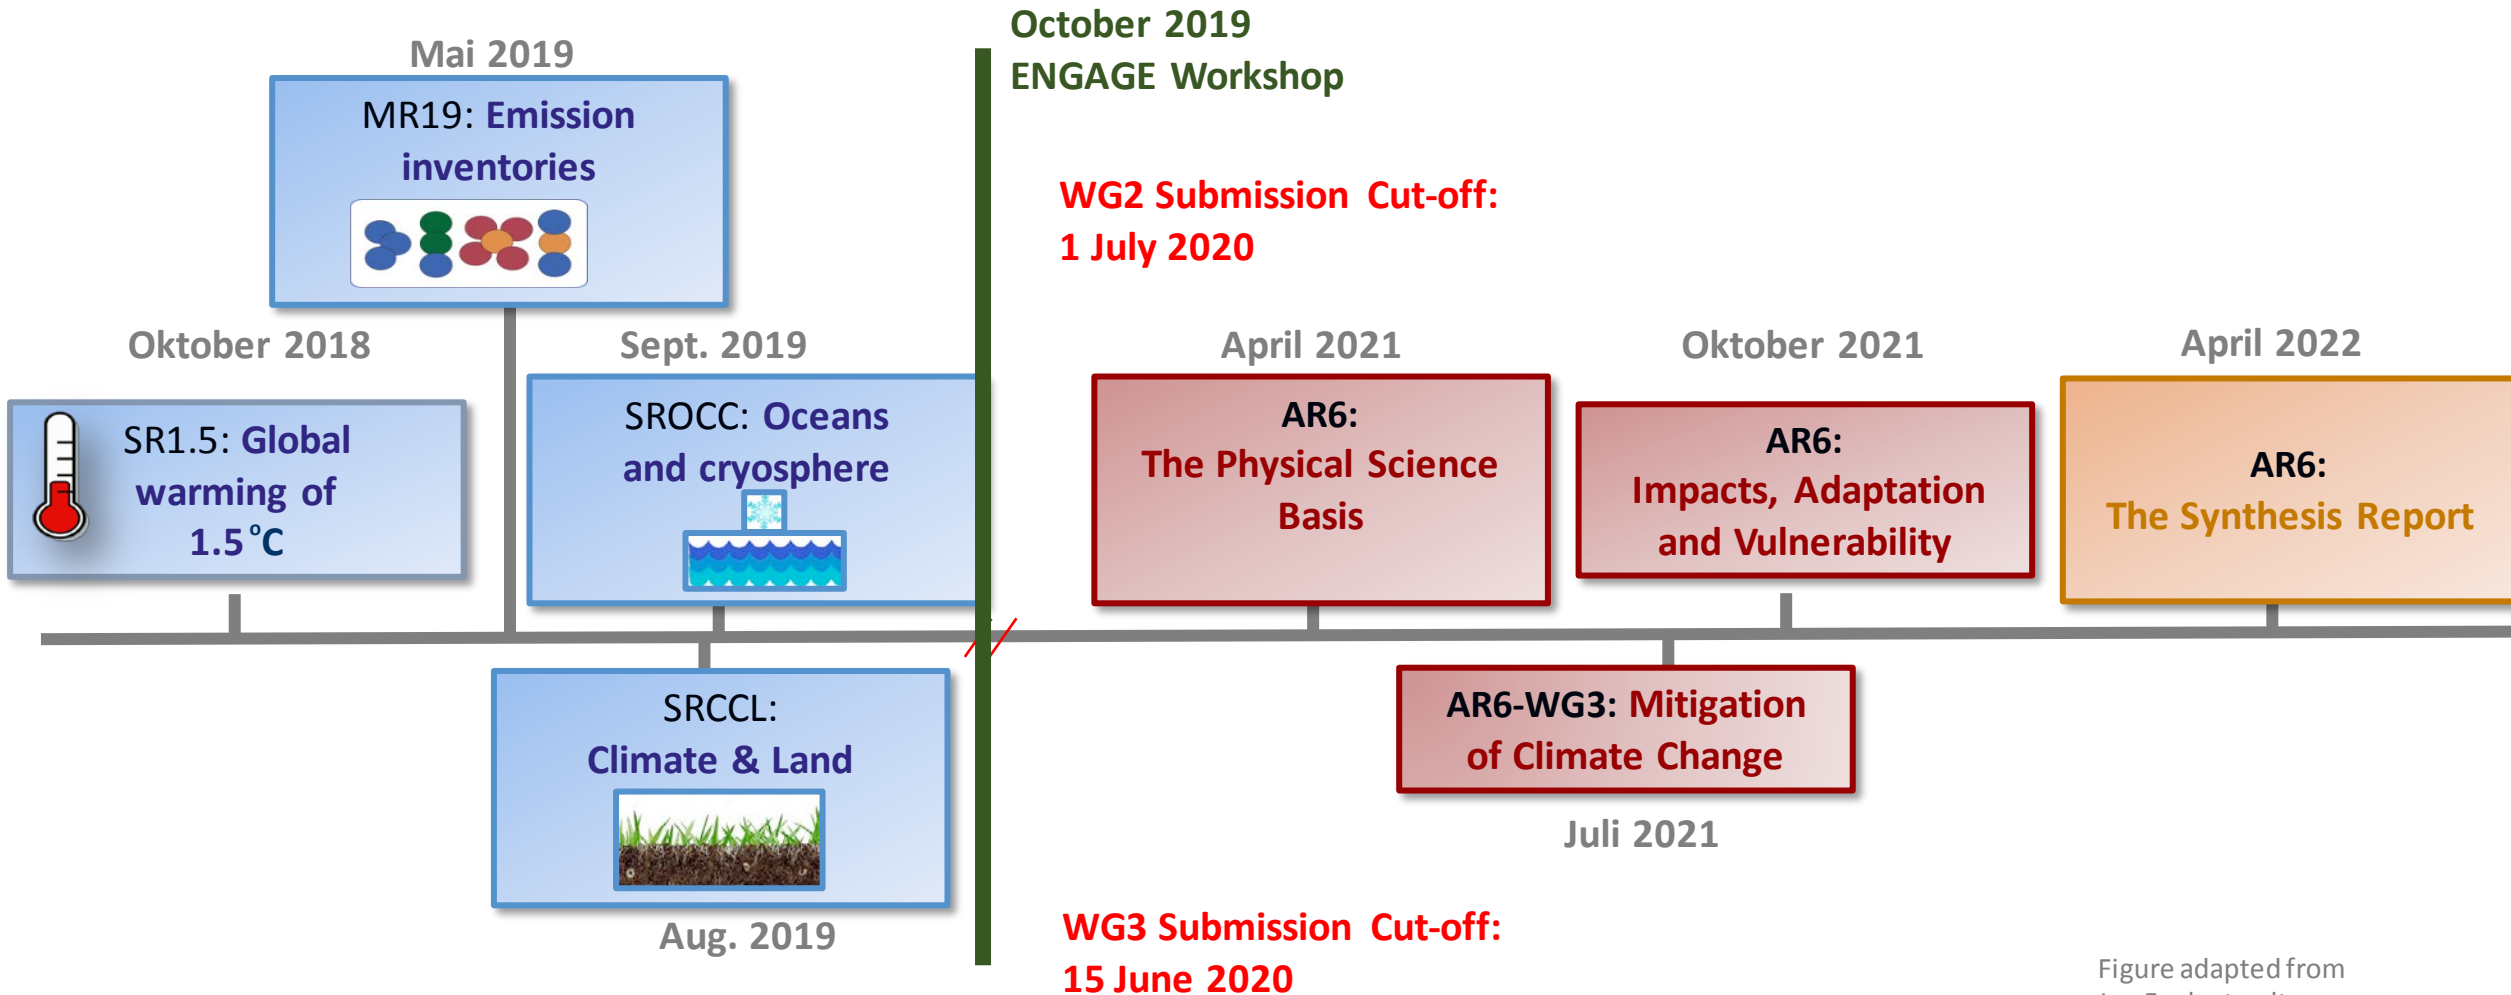 October 2019
ENGAGE Workshop
Mai 2019
MR19: Emission
inventories
WG2 Submission Cut-off:
1 July 2020
Oktober 2018
Sept. 2019
April 2021
Oktober 2021
April 2022
SR1.5: Global
warming of
1.5 °C
SROCC: Oceans
and cryosphere
AR6:
The Physical Science
Basis
AR6:
Impacts, Adaptation
and Vulnerability
AR6:
The Synthesis Report
SRCCL:
Climate & Land
Aug. 2019
AR6-WG3: Mitigation
of Climate Change
Juli 2021
WG3 Submission Cut-off:
15 June 2020
Figure adapted from